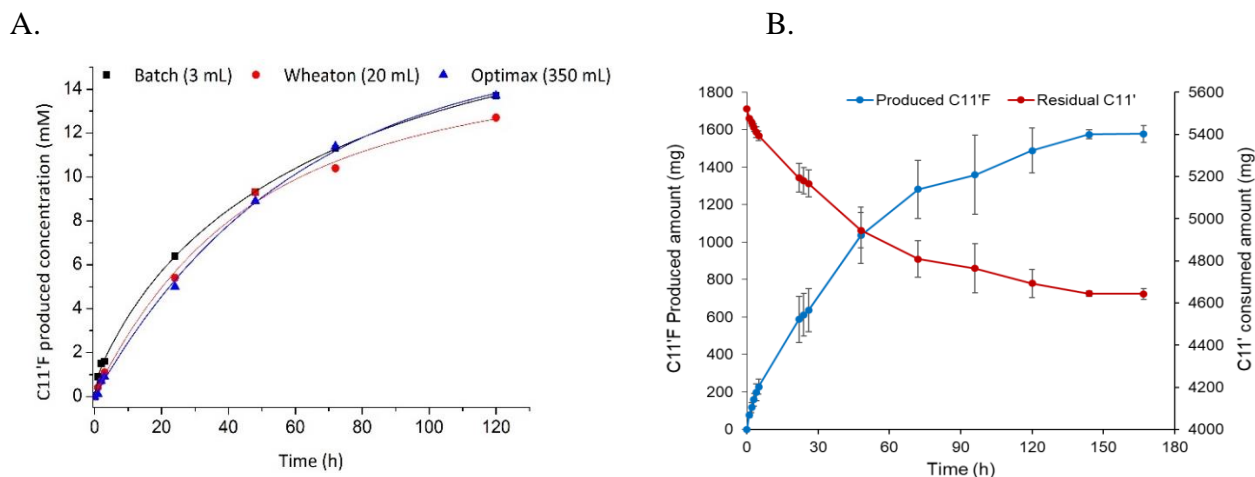 A.
B.
Batch (3 mL) Wheaton (20 mL) Optimax (350 mL)
14
12
10
8
6
4
2
0
C11'F produced concentration (mM)
0 20 40 60 80 100 120
Time (h)
Produced C11'F Residual C11'
1800
1600
1400
1200
1000
800
600
400
200
0
C11'F Produced amount (mg)
5600
5400
5200
5000
4800
4600
4400
4200
4000
C11' consumed amount (mg)
0 30 60 90 120 150 180
Time (h)